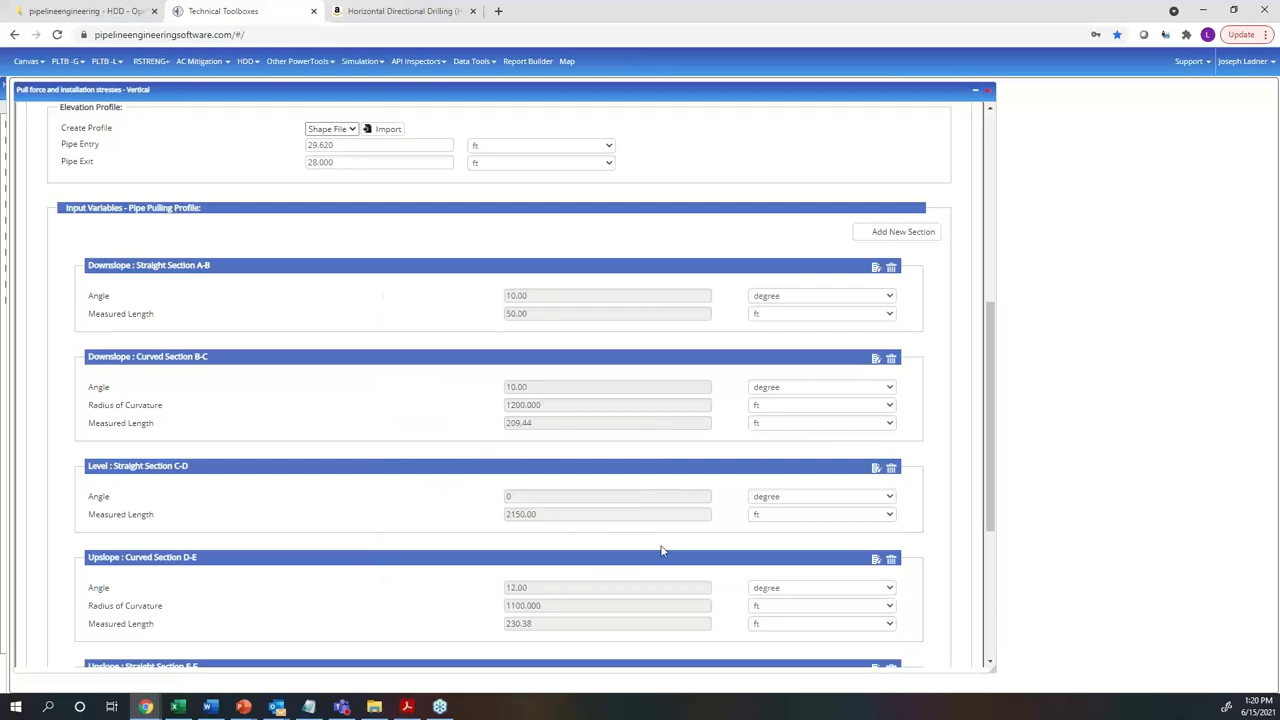 pipelineengineering - HDD - Ope
Technical Toolboxes
Horizontal Directional Drilling (H
pipelineengineeringsoftware.com/#/
L
Update
Canvas PLTB -G PLTB -L RSTRENG+ AC Mitigation HDD Other PowerTools Simulation API Inspectors Data Tools Report Builder Map Support Joseph Ladner
Pull force and installation stresses - Vertical
Elevation Profile:
Create Profile Shape File Import
Pipe Entry 29.620 ft
Pipe Exit 28.000 ft
Input Variables - Pipe Pulling Profile:
Add New Section
Downslope : Straight Section A-B
Angle 10.00 degree
Measured Length 50.00 ft
Downslope : Curved Section B-C
Angle 10.00 degree
Radius of Curvature 1200.000 ft
Measured Length 209.44 ft
Level : Straight Section C-D
Angle 0 degree
Measured Length 2150.00 ft
Upslope : Curved Section D-E
Angle 12.00 degree
Radius of Curvature 1100.000 ft
Measured Length 230.38 ft
Upslope : Straight Section E-F
1:20 PM
6/15/2021